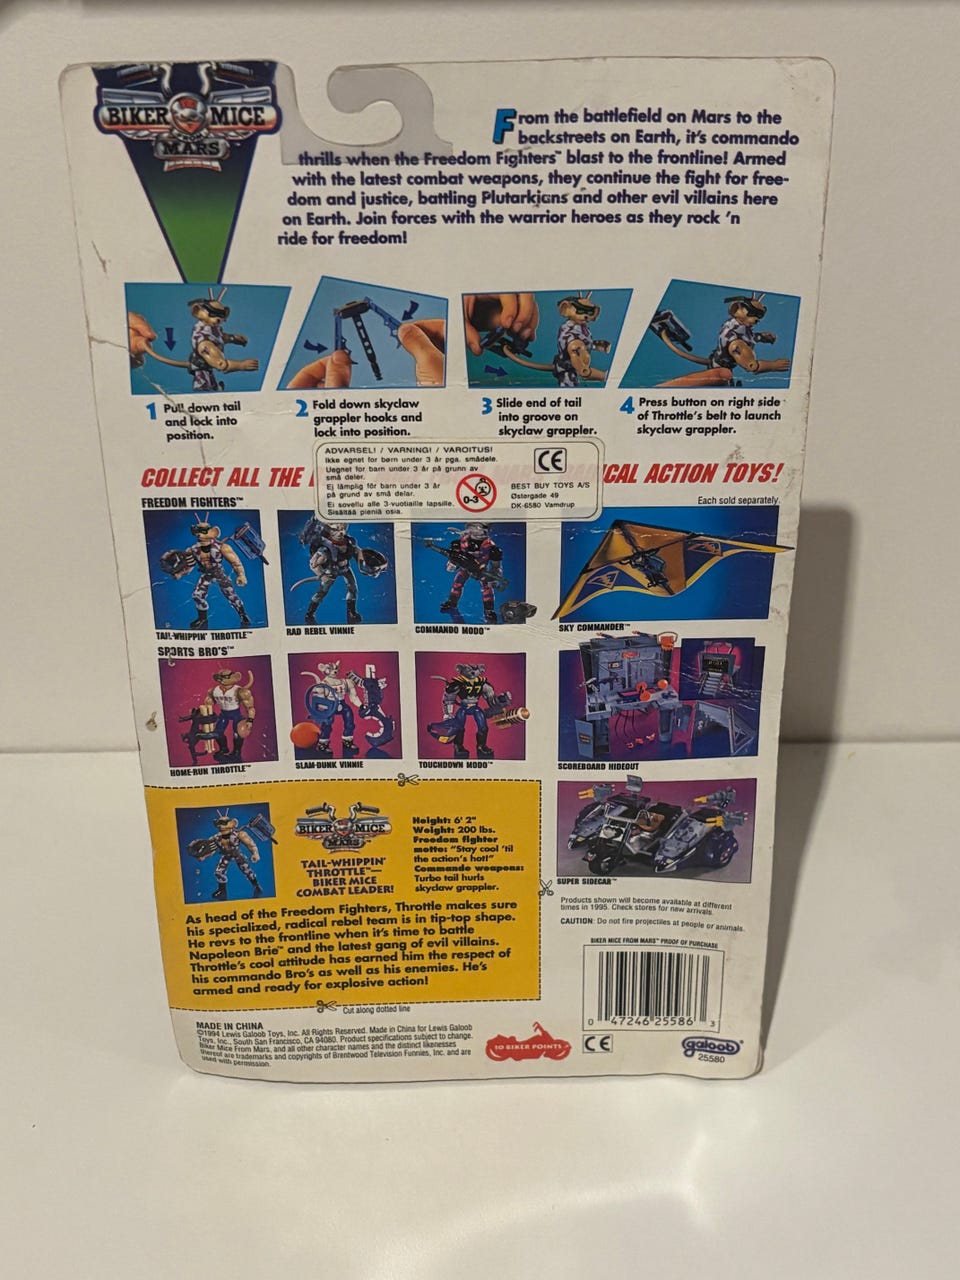 BIKER MICE
FROM
MARS
From the battlefield on Mars to the
backstreets on Earth, it's commando
thrills when the Freedom Fighters™ blast to the frontline! Armed
with the latest combat weapons, they continue the fight for free-
dom and justice, battling Plutarkians and other evil villains here
on Earth. Join forces with the warrior heroes as they rock 'n
ride for freedom!
1 Pull down tail
and lock into
position.
2 Fold down skyclaw
grappler hooks and
lock into position.
3 Slide end of tail
into groove on
skyclaw grappler.
4 Press button on right side
of Throttle's belt to launch
skyclaw grappler.
COLLECT ALL THE
ICAL ACTION TOYS!
ADVARSEL! / VARNING! / VAROITUS!
Ikke egnet for børn under 3 år pga. smådele.
Uegnet for barn under 3 år på grunn av
små deler.
Ej lämplig för barn under 3 år
på grund av små delar.
Ei sovellu alle 3-vuotiaille lapsille.
Sisältää pieniä osia.
0-3
CE
BEST BUY TOYS A/S
Østergade 49
DK-6580 Vamdrup
Each sold separately.
FREEDOM FIGHTERS™
TAIL-WHIPPIN' THROTTLE™
RAD REBEL VINNIE
COMMANDO MODO™
SKY COMMANDER™
SPORTS BRO'S™
77
HOME-RUN THROTTLE™
SLAM-DUNK VINNIE
TOUCHDOWN MODO™
SCOREBOARD HIDEOUT
SUPER SIDECAR™
BIKER MICE
FROM
MARS
TAIL-WHIPPIN'
THROTTLE™—
BIKER MICE
COMBAT LEADER!
Height: 6' 2"
Weight: 200 lbs.
Freedom fighter
motto: "Stay cool 'til
the action's hot!"
Commando weapons:
Turbo tail hurls
skyclaw grappler.
As head of the Freedom Fighters, Throttle makes sure
his specialized, radical rebel team is in tip-top shape.
He revs to the frontline when it's time to battle
Napoleon Brie™ and the latest gang of evil villains.
Throttle's cool attitude has earned him the respect of
his commando Bro's as well as his enemies. He's
armed and ready for explosive action!
Cut along dotted line
Products shown will become available at different
times in 1995. Check stores for new arrivals.
CAUTION: Do not fire projectiles at people or animals.
BIKER MICE FROM MARS™ PROOF OF PURCHASE
0 47246 25586 3
MADE IN CHINA
©1994 Lewis Galoob Toys, Inc. All Rights Reserved. Made in China for Lewis Galoob
Toys, Inc., South San Francisco, CA 94080. Product specifications subject to change.
Biker Mice From Mars, and all other character names and the distinct likenesses
thereof are trademarks and copyrights of Brentwood Television Funnies, Inc. and are
used with permission.
10 BIKER POINTS
CE
galoob®
25580